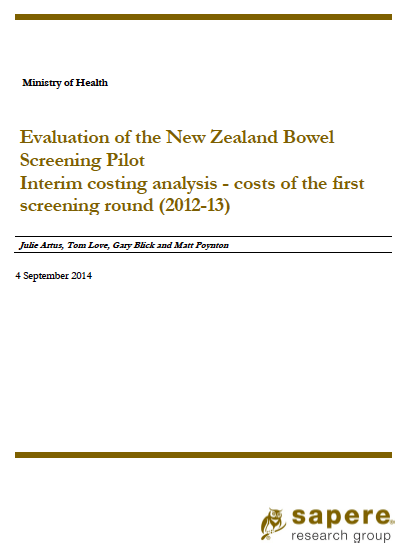 Ministry of Health
Evaluation of the New Zealand Bowel
Screening Pilot
Interim costing analysis - costs of the first
screening round (2012-13)
Julie Artus, Tom Love, Gary Blick and Matt Poynton
4 September 2014
sapere®
research group